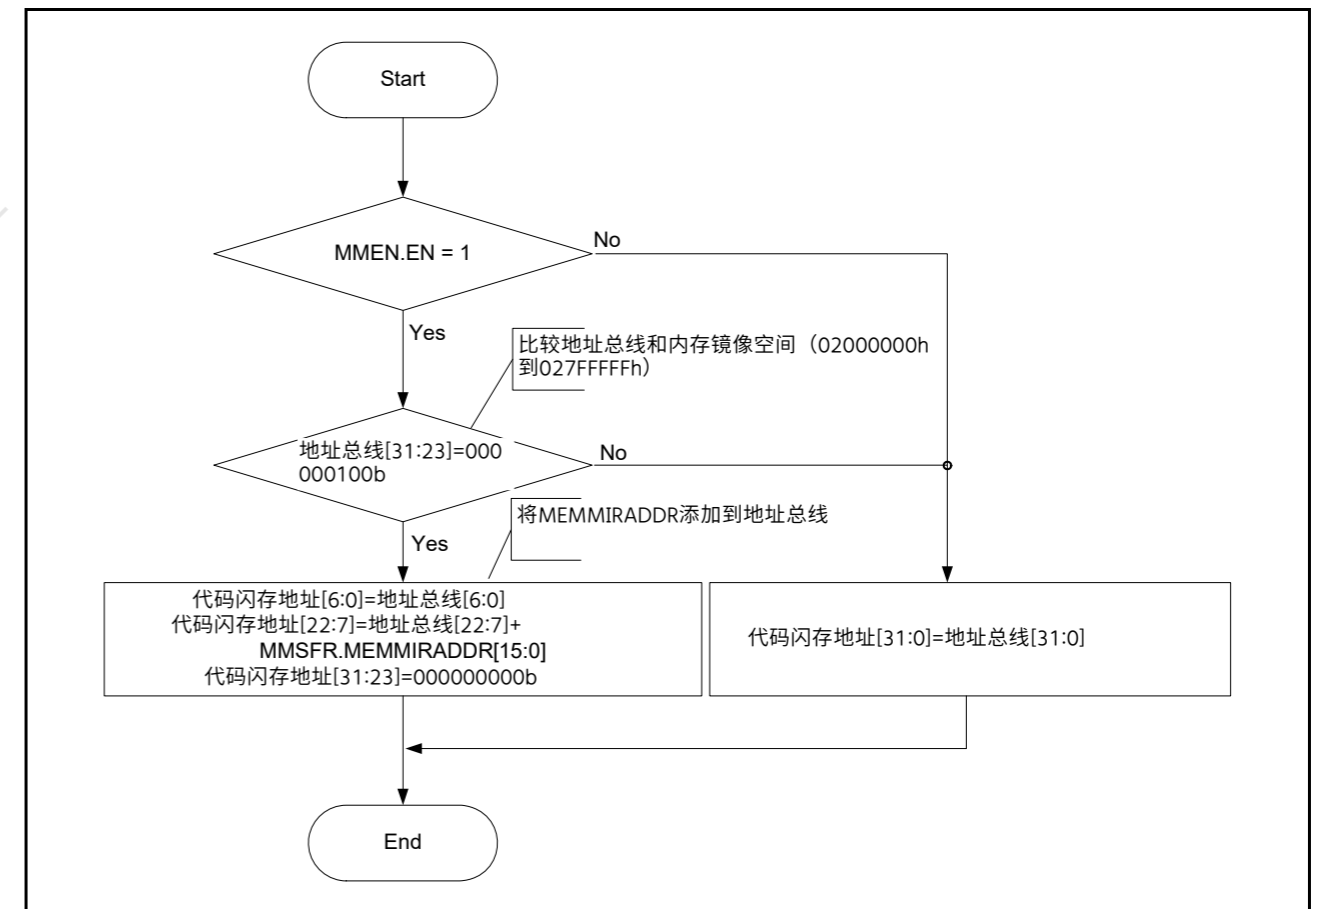 Start
MMEN.EN = 1
No
Yes
比较地址总线和内存镜像空间（02000000h
到027FFFFFh）
地址总线[31:23]=000
000100b
No
将MEMMIRADDR添加到地址总线
Yes
代码闪存地址[6:0]=地址总线[6:0]
代码闪存地址[22:7]=地址总线[22:7]+
MMSFR.MEMMIRADDR[15:0]
代码闪存地址[31:23]=000000000b
代码闪存地址[31:0]=地址总线[31:0]
End